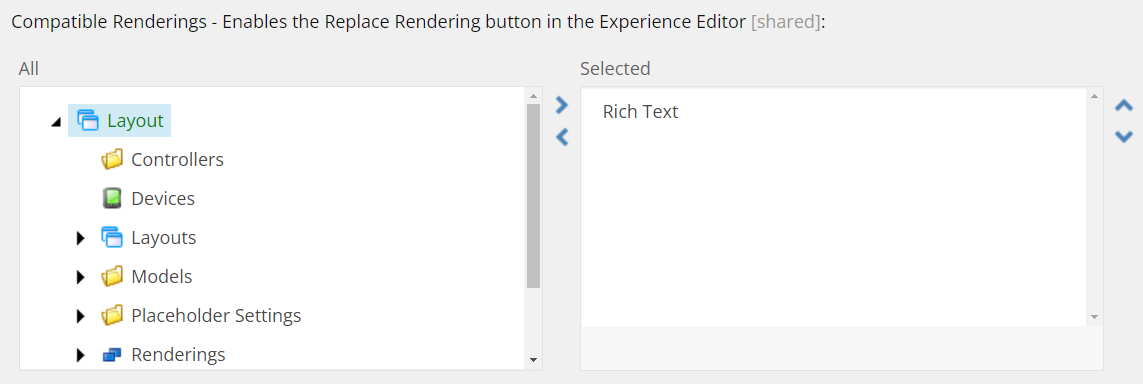 Compatible Renderings - Enables the Replace Rendering button in the Experience Editor [shared]:
All
Layout
Controllers
Devices
Layouts
Models
Placeholder Settings
Renderings
Selected
Rich Text